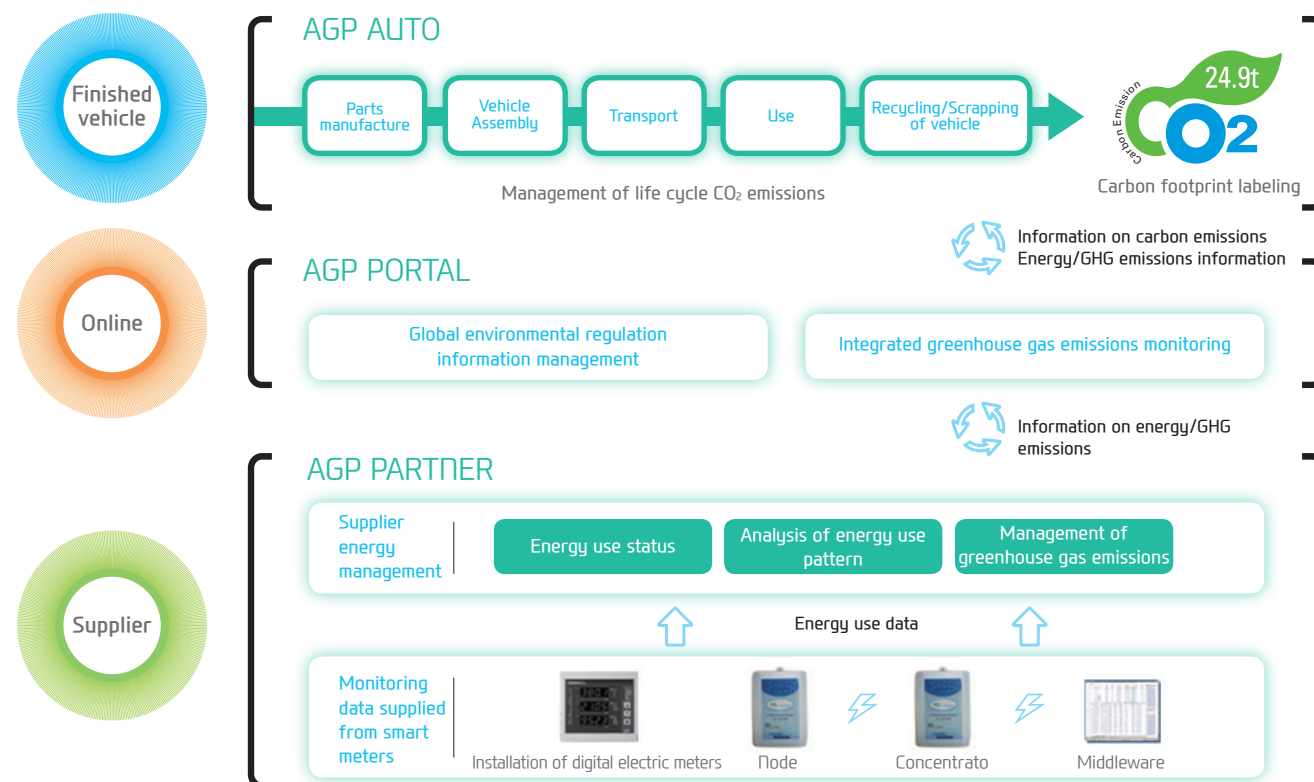 Finished
vehicle
AGP AUTO
Parts
manufacture
Vehicle
Assembly
Transport
Use
Recycling/Scrapping
of vehicle
Management of life cycle CO₂ emissions
Carbon Emission
24.9t
CO2
Carbon footprint labeling
Information on carbon emissions
Energy/GHG emissions information
Online
AGP PORTAL
Global environmental regulation
information management
Integrated greenhouse gas emissions monitoring
Information on energy/GHG
emissions
Supplier
AGP PARTNER
Supplier
energy
management
Energy use status
Analysis of energy use
pattern
Management of
greenhouse gas emissions
Energy use data
Monitoring
data supplied
from smart
meters
Installation of digital electric meters
Node
Concentrato
Middleware